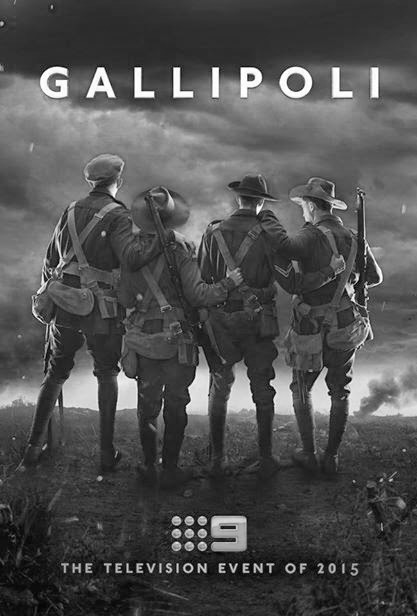 GALLIPOLI
9
THE TELEVISION EVENT OF 2015